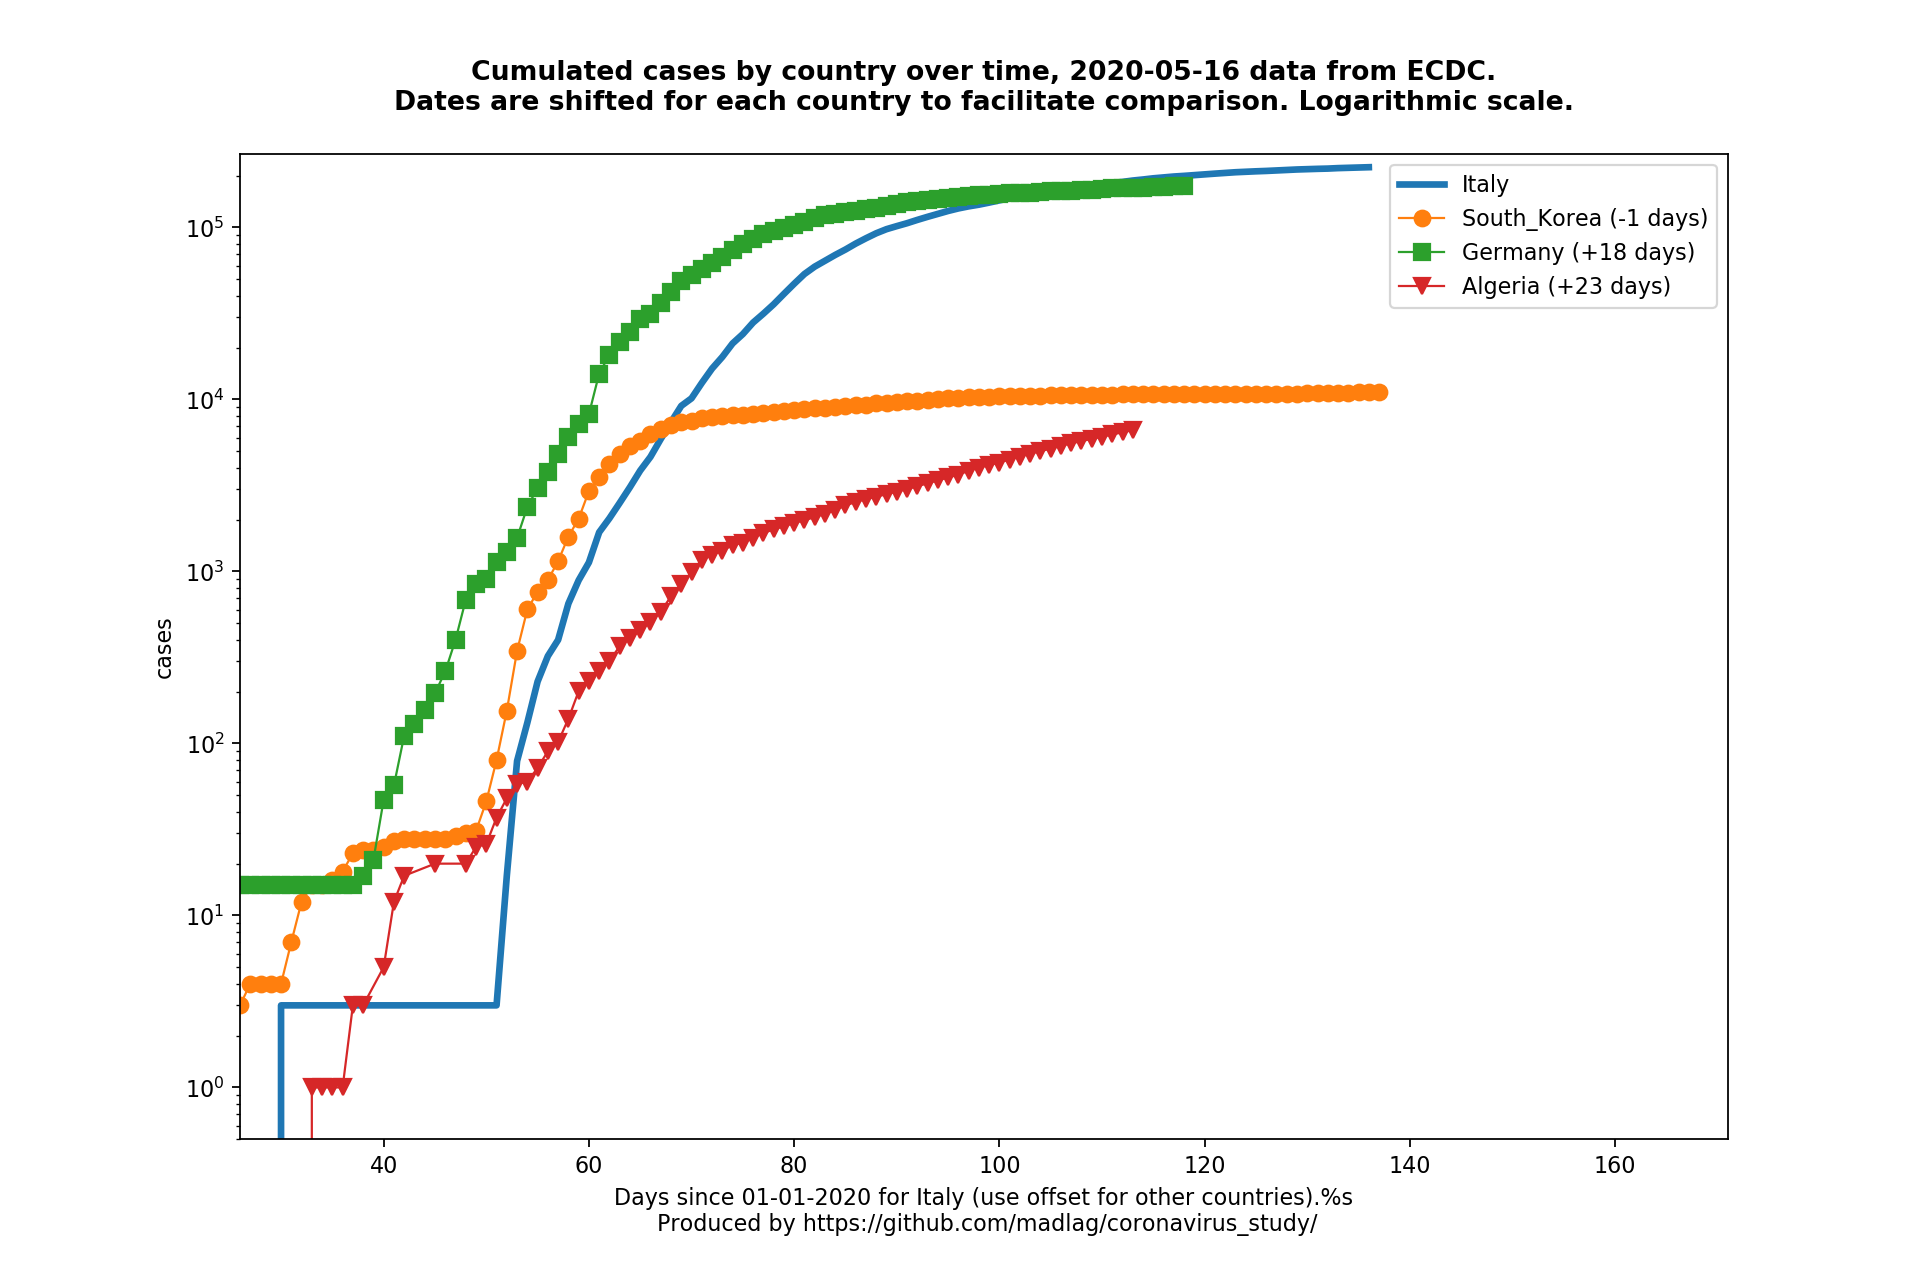 Cumulated cases by country over time, 2020-05-16 data from ECDC.
Dates are shifted for each country to facilitate comparison. Logarithmic scale.
Italy
South_Korea (-1 days)
Germany (+18 days)
Algeria (+23 days)
10^5
10^4
10^3
10^2
10^1
10^0
cases
40 60 80 100 120 140 160
Days since 01-01-2020 for Italy (use offset for other countries).%s
Produced by https://github.com/madlag/coronavirus_study/